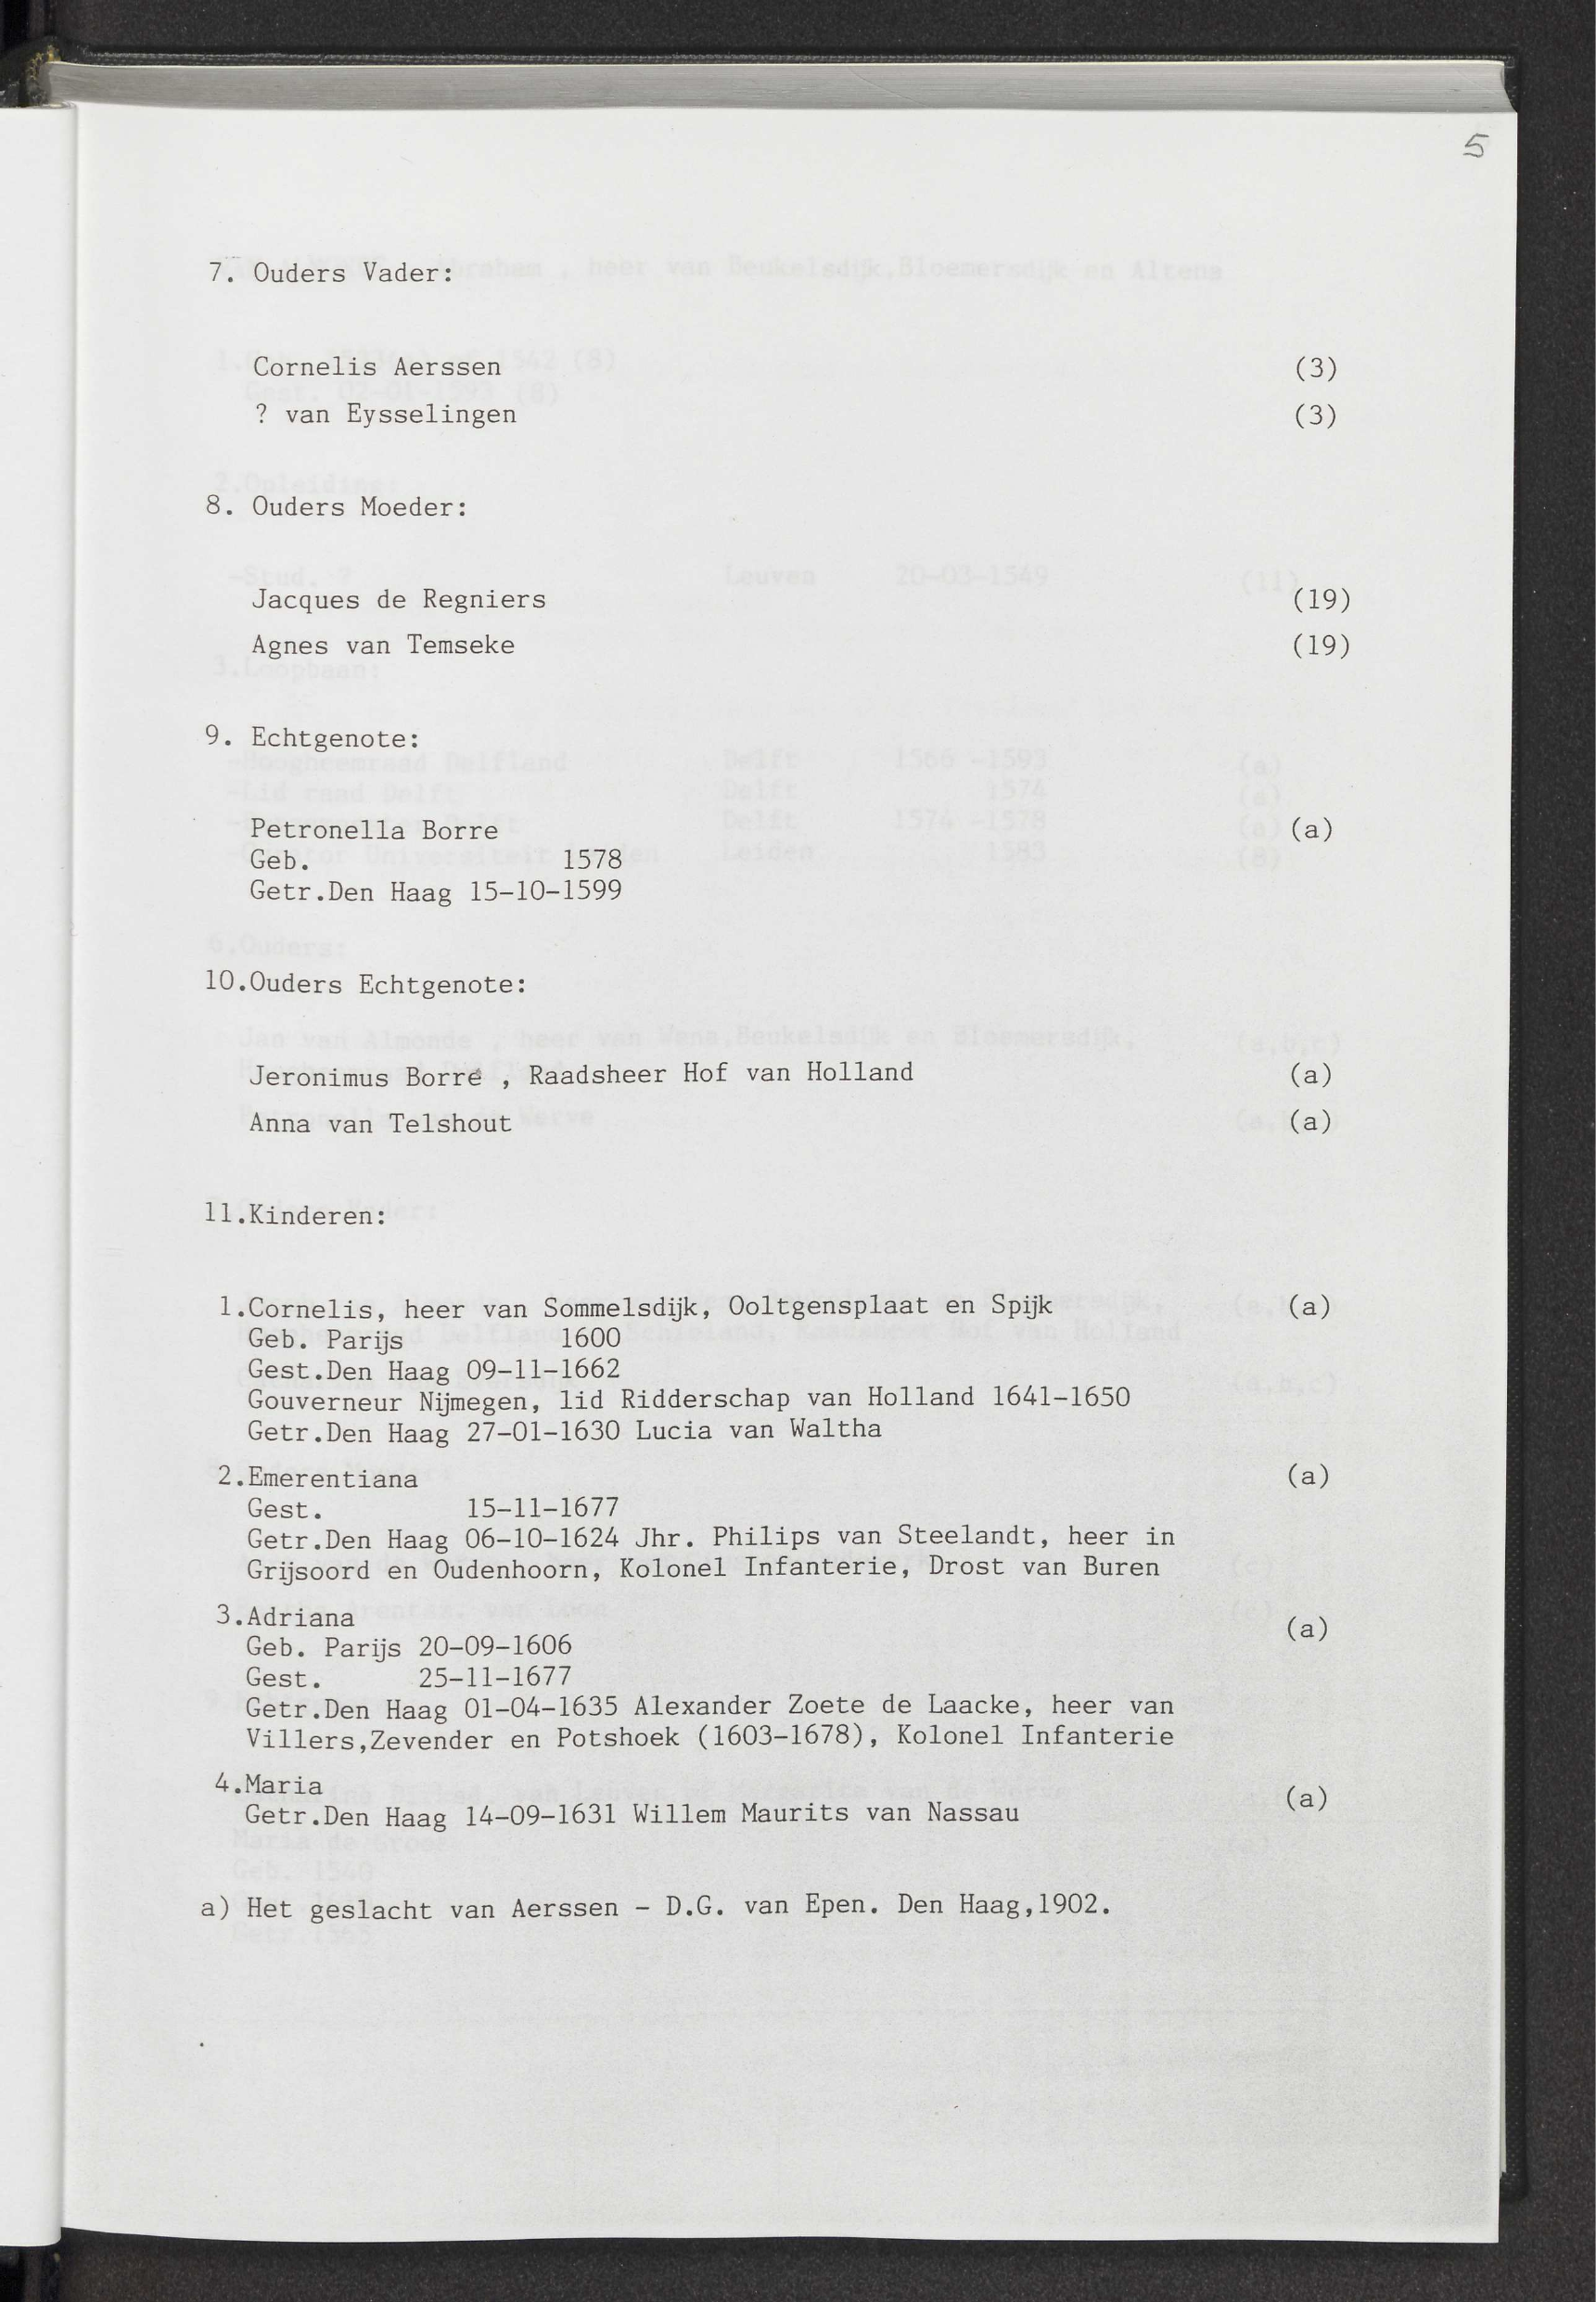 5
7. Ouders Vader:
Cornelis Aerssen (3)
? van Eysselingen (3)
8. Ouders Moeder:
Jacques de Regniers (19)
Agnes van Temseke (19)
9. Echtgenote:
Petronella Borre (a)
Geb. 1578
Getr.Den Haag 15-10-1599
10.Ouders Echtgenote:
Jeronimus Borre , Raadsheer Hof van Holland (a)
Anna van Telshout (a)
11.Kinderen:
1.Cornelis, heer van Sommelsdijk, Ooltgensplaat en Spijk (a)
Geb. Parijs 1600
Gest.Den Haag 09-11-1662
Gouverneur Nijmegen, lid Ridderschap van Holland 1641-1650
Getr.Den Haag 27-01-1630 Lucia van Waltha
2.Emerentiana (a)
Gest. 15-11-1677
Getr.Den Haag 06-10-1624 Jhr. Philips van Steelandt, heer in
Grijsoord en Oudenhoorn, Kolonel Infanterie, Drost van Buren
3.Adriana (a)
Geb. Parijs 20-09-1606
Gest. 25-11-1677
Getr.Den Haag 01-04-1635 Alexander Zoete de Laacke, heer van
Villers,Zevender en Potshoek (1603-1678), Kolonel Infanterie
4.Maria (a)
Getr.Den Haag 14-09-1631 Willem Maurits van Nassau
a) Het geslacht van Aerssen - D.G. van Epen. Den Haag,1902.